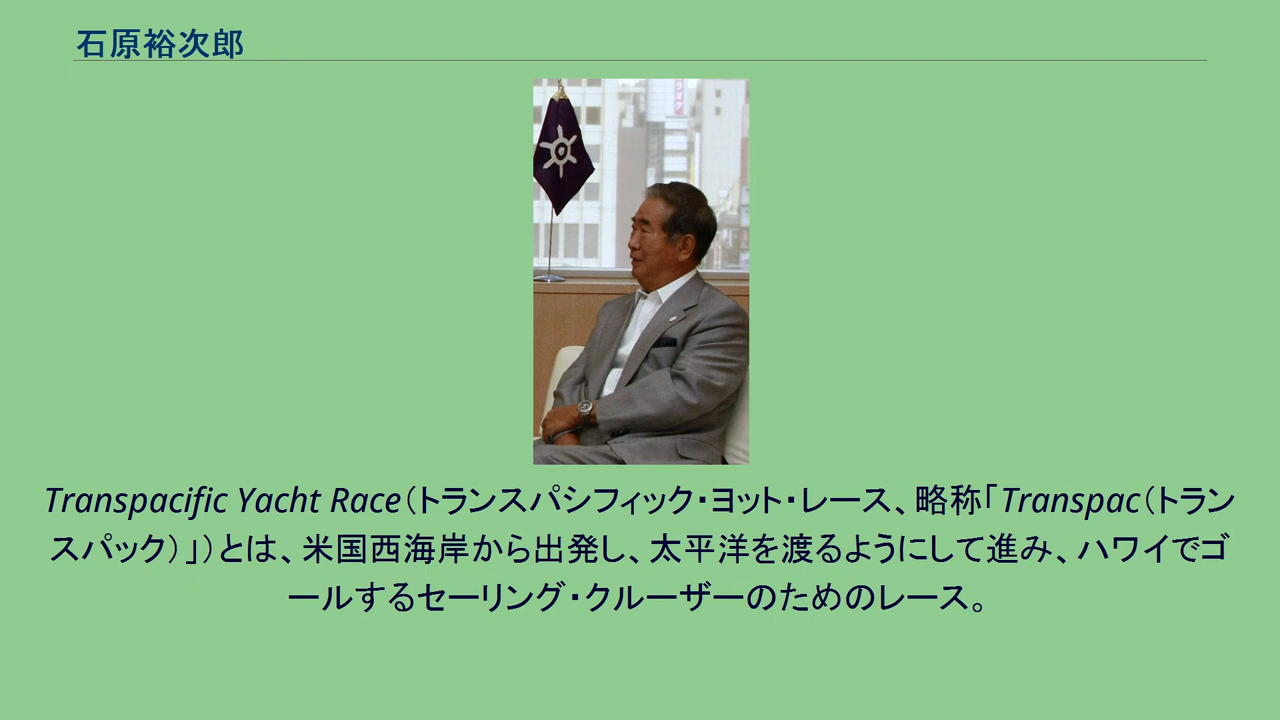 石原裕次郎
Transpacific Yacht Race（トランスパシフィック・ヨット・レース、略称「Transpac（トラン
スパック）」）とは、米国西海岸から出発し、太平洋を渡るようにして進み、ハワイでゴ
ールするセーリング・クルーザーのためのレース。